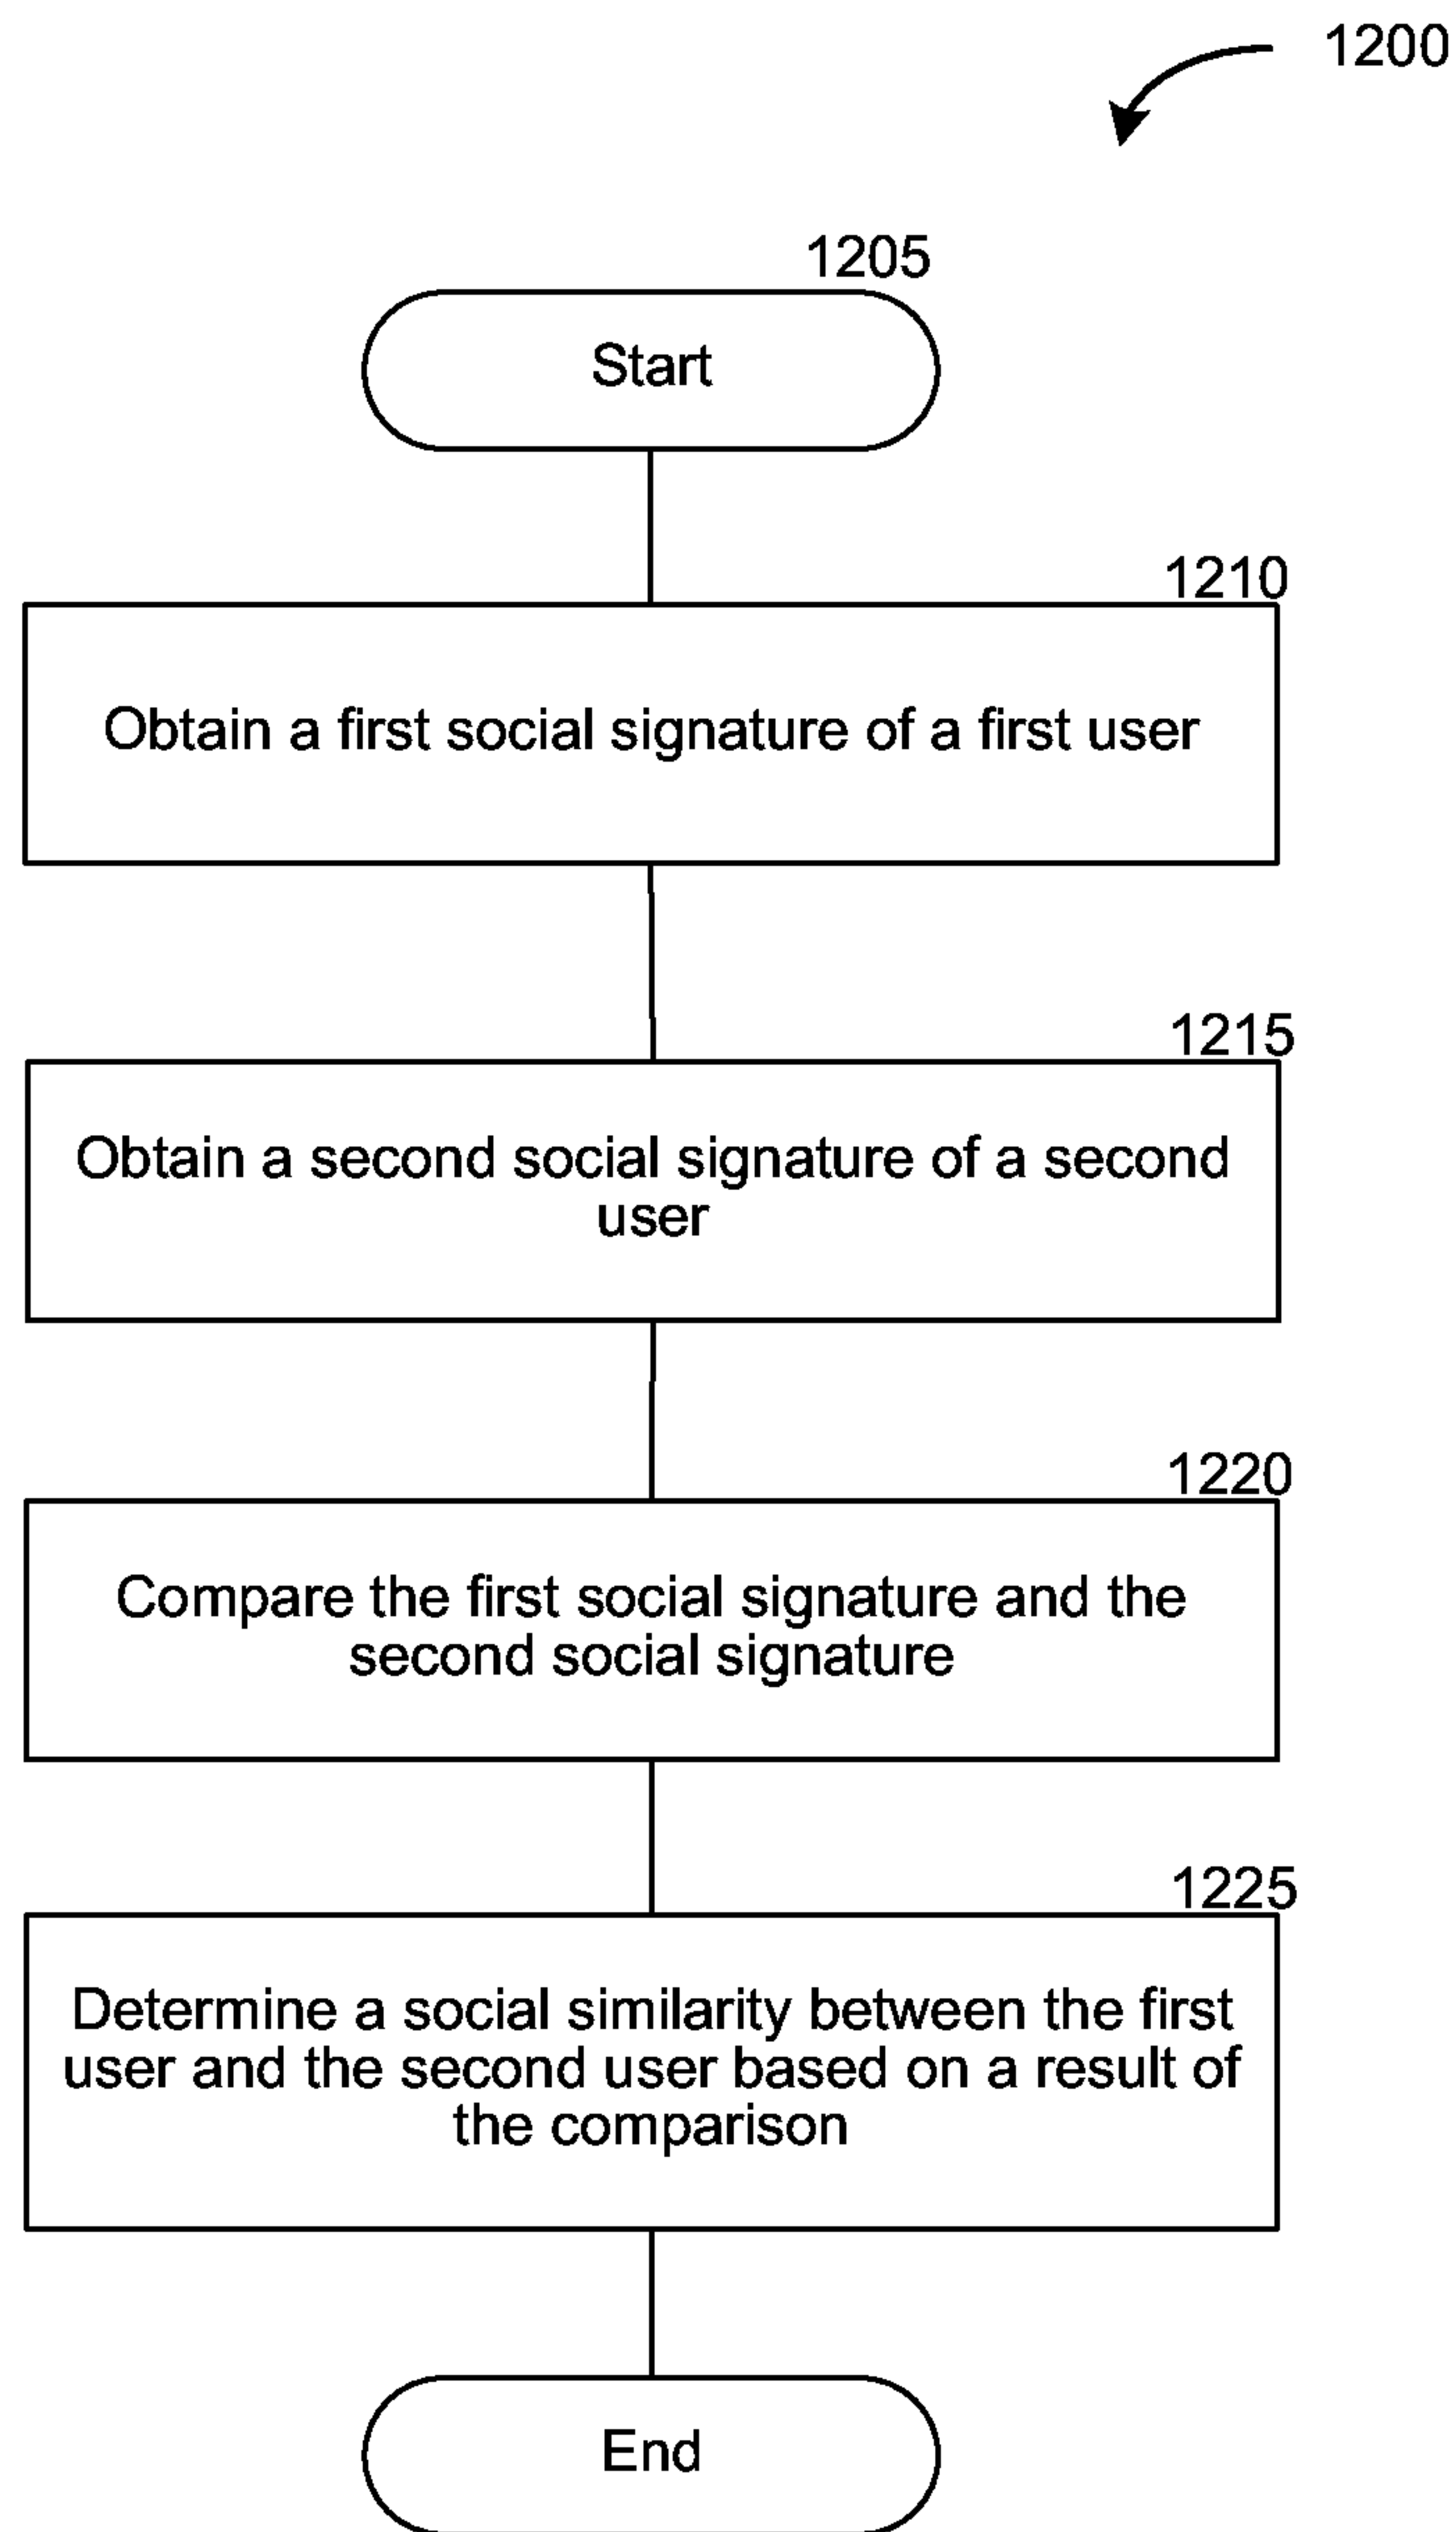 1200
1205
Start
1210
Obtain a first social signature of a first user
1215
Obtain a second social signature of a second
user
1220
Compare the first social signature and the
second social signature
1225
Determine a social similarity between the first
user and the second user based on a result of
the comparison
End